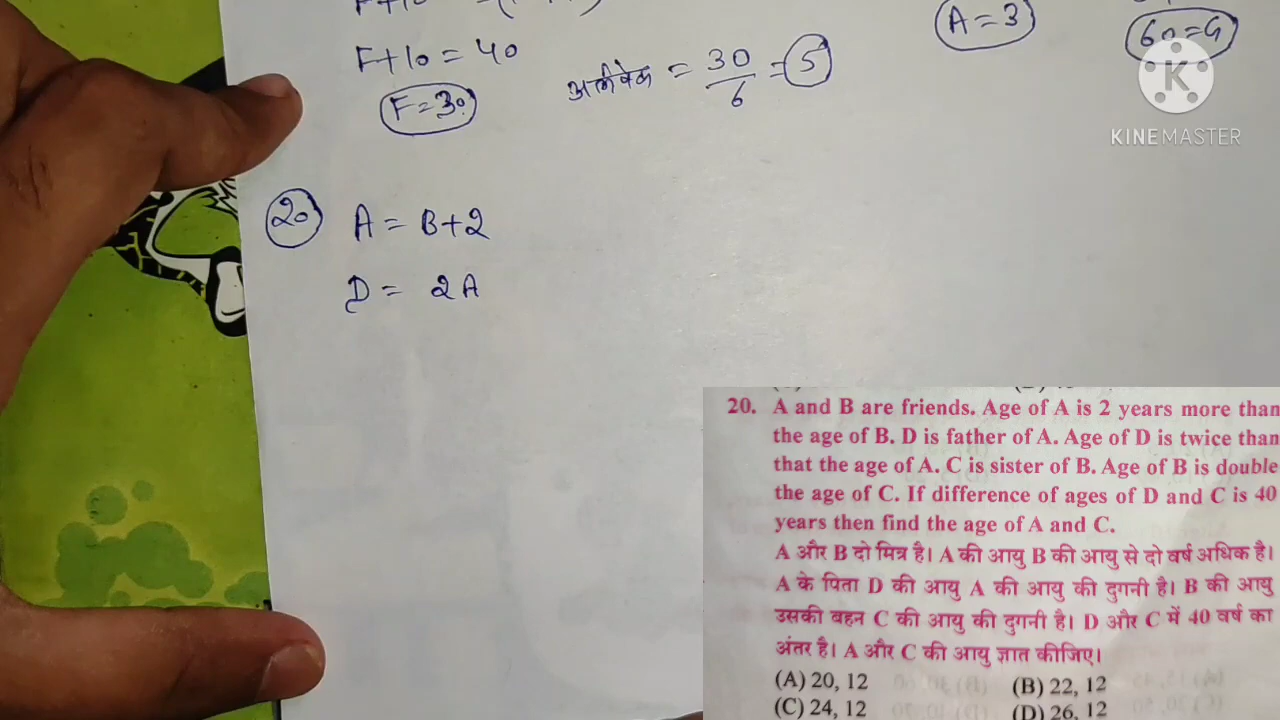 F+10 = 40
F=30
अलीवेक = 30/6 = 5
A = 3
60 = G
K
KINEMASTER
20 A = B+2
D = 2A
20. A and B are friends. Age of A is 2 years more than
the age of B. D is father of A. Age of D is twice than
that the age of A. C is sister of B. Age of B is double
the age of C. If difference of ages of D and C is 40
years then find the age of A and C.
A और B दो मित्र है। A की आयु B की आयु से दो वर्ष अधिक है।
A के पिता D की आयु A की आयु की दुगनी है। B की आयु
उसकी बहन C की आयु की दुगनी है। D और C में 40 वर्ष का
अंतर है। A और C की आयु ज्ञात कीजिए।
(A) 20, 12 (B) 22, 12
(C) 24, 12 (D) 26, 12